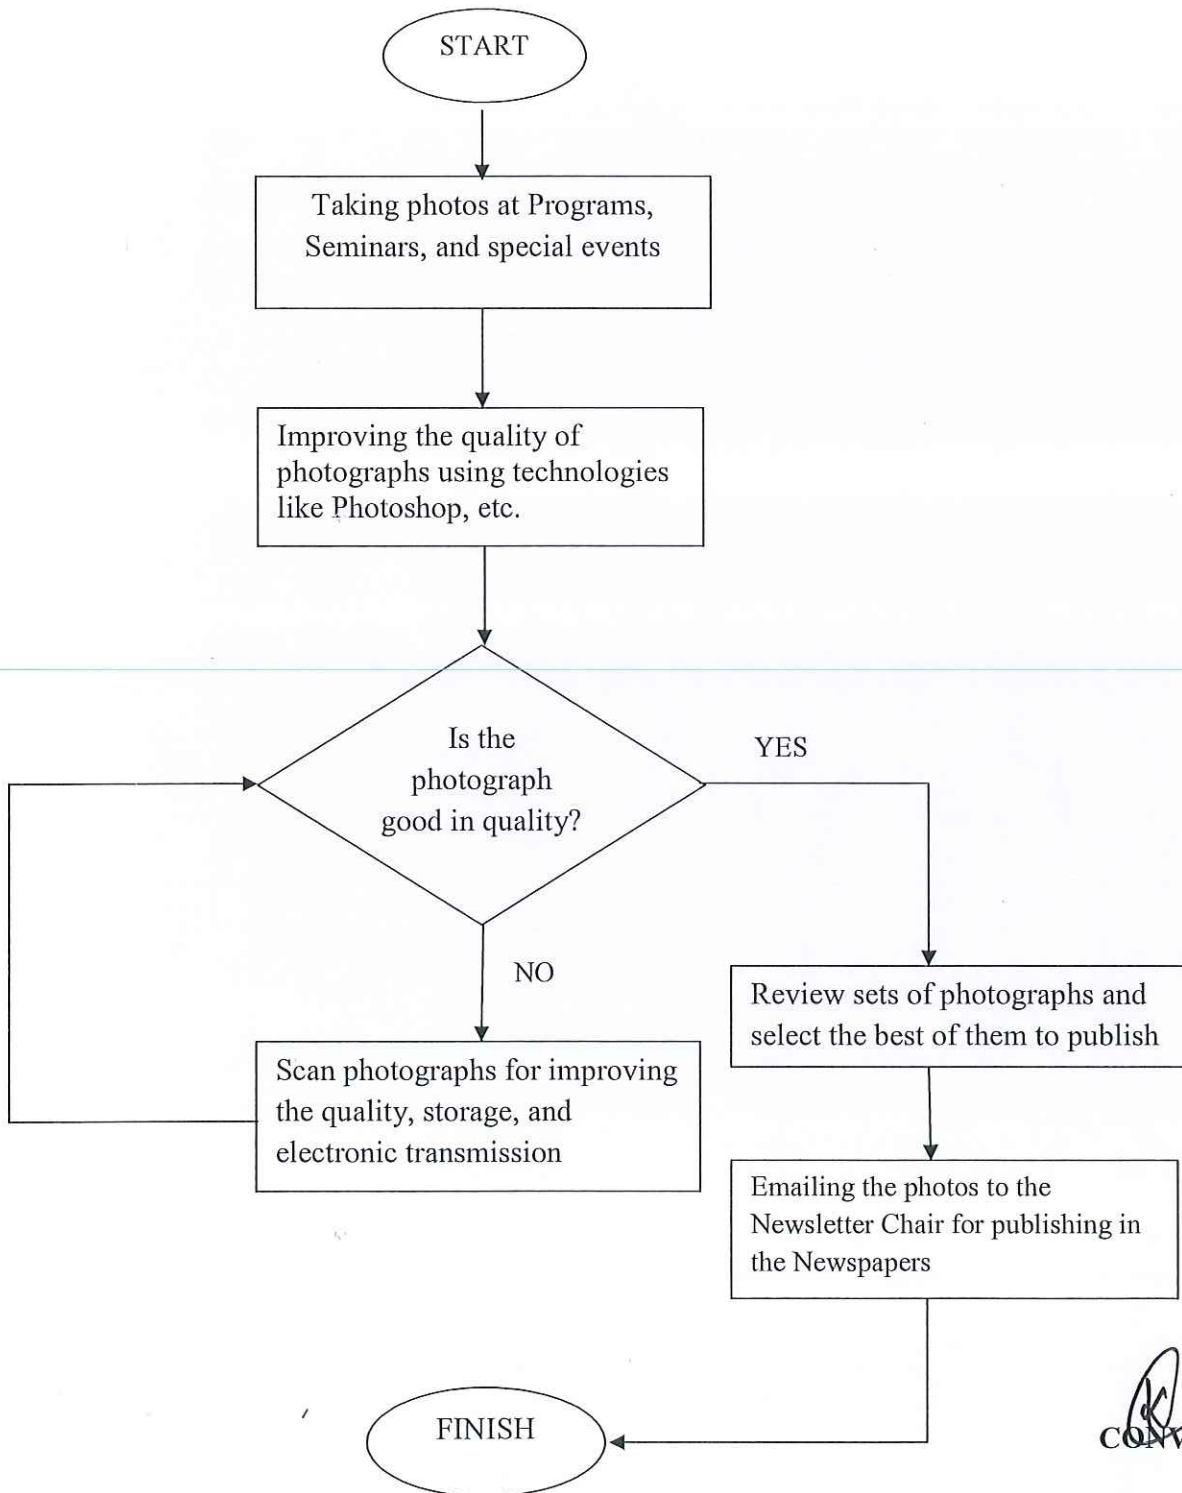 START
Taking photos at Programs,
Seminars, and special events
Improving the quality of
photographs using technologies
like Photoshop, etc.
Is the
photograph
good in quality?
YES
NO
Review sets of photographs and
select the best of them to publish
Scan photographs for improving
the quality, storage, and
electronic transmission
Emailing the photos to the
Newsletter Chair for publishing in
the Newspapers
FINISH